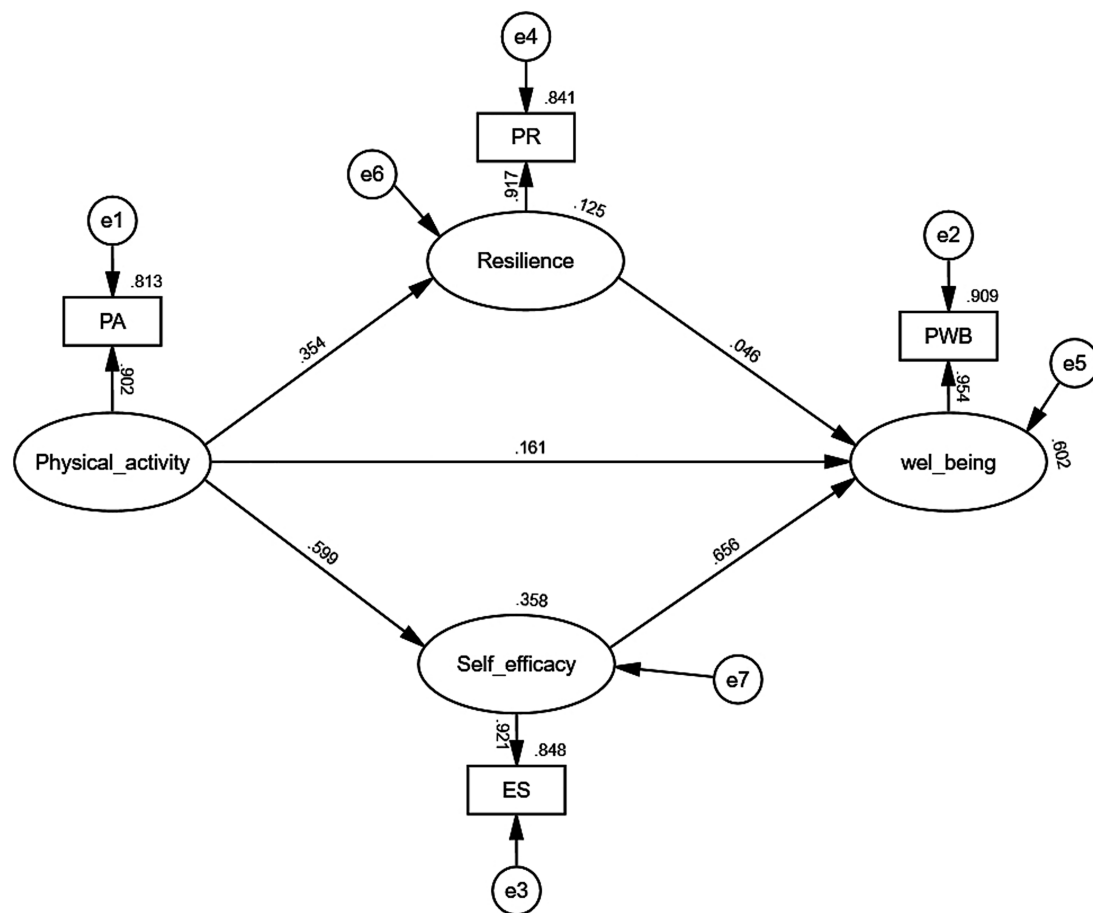 e4
.841
PR
.917
e6
.125
Resilience
e1
.813
PA
.902
e2
.909
PWB
.954
e5
.354
.046
Physical_activity
.161
wel_being
.602
.599
.656
.358
Self_efficacy
e7
.921
.848
ES
e3